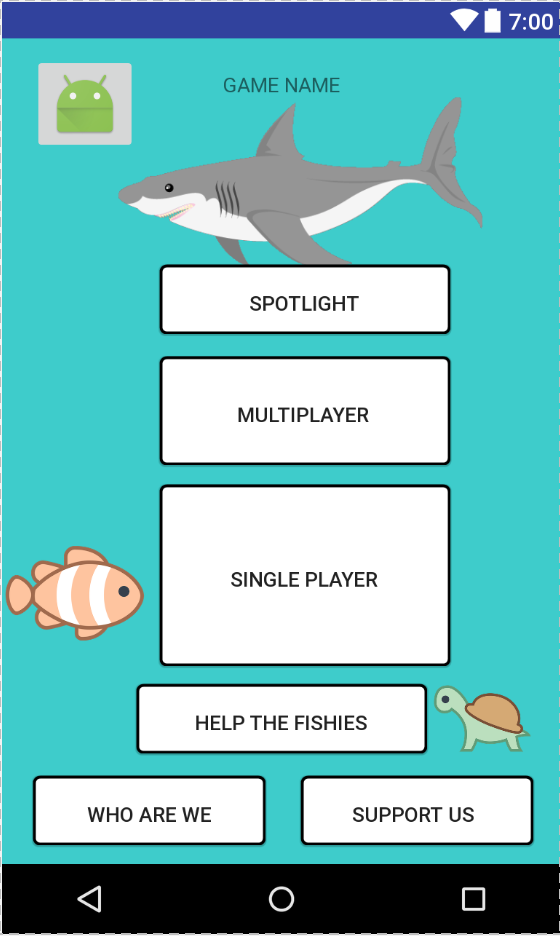 7:00
GAME NAME
SPOTLIGHT
MULTIPLAYER
SINGLE PLAYER
HELP THE FISHIES
WHO ARE WE
SUPPORT US